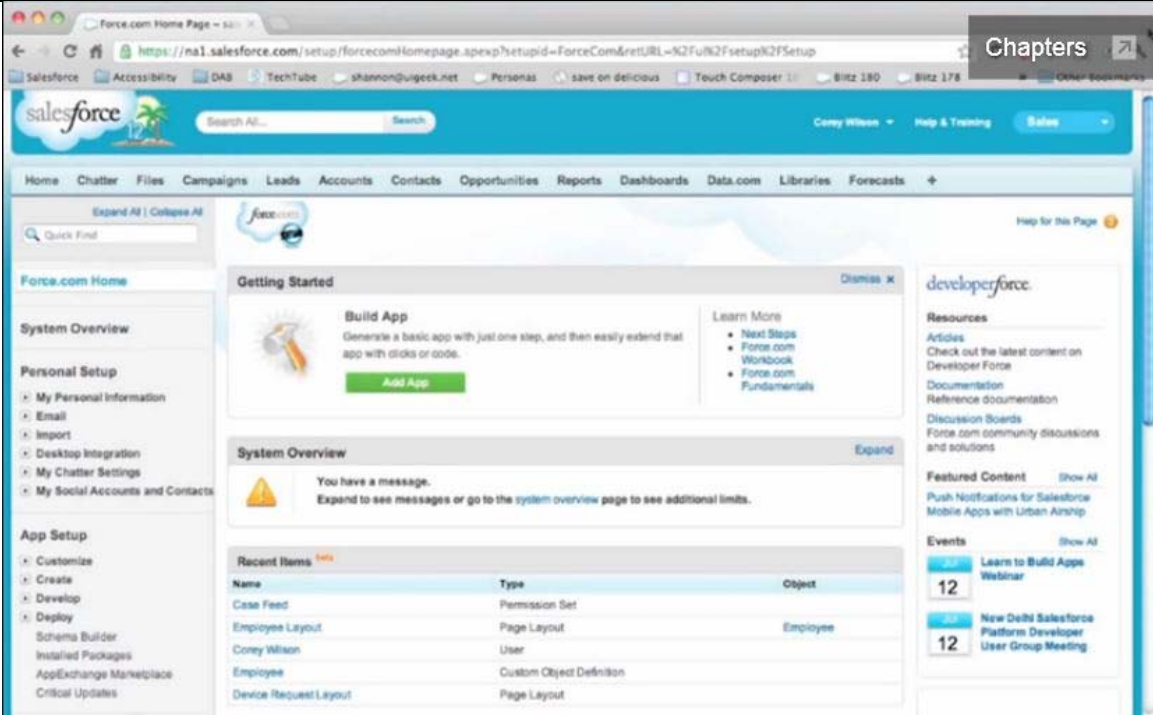 Force.com Home Page ~ sale
https://na1.salesforce.com/setup/forcecomHomepage.apexp?setupid=ForceCom&retURL=%2Fui%2Fsetup%2FSetup
Chapters
Salesforce Accessibility DAB TechTube shannon@uigeek.net Personas save on delicious Touch Composer Blitz 180 Blitz 178 Other Bookmarks
salesforce
12
Search All...
Search
Corey Wilson
Help & Training
Sales
Home Chatter Files Campaigns Leads Accounts Contacts Opportunities Reports Dashboards Data.com Libraries Forecasts +
Expand All | Collapse All
Quick Find
Force.com Home
System Overview
Personal Setup
My Personal Information
Email
Import
Desktop Integration
My Chatter Settings
My Social Accounts and Contacts
App Setup
Customize
Create
Develop
Deploy
Schema Builder
Installed Packages
AppExchange Marketplace
Critical Updates
force.com
Help for this Page
Getting Started
Dismiss x
Build App
Generate a basic app with just one step, and then easily extend that
app with clicks or code.
Add App
Learn More
Next Steps
Force.com
Workbook
Force.com
Fundamentals
System Overview
Expand
You have a message.
Expand to see messages or go to the system overview page to see additional limits.
Recent Items beta
Name Type Object
Case Feed Permission Set
Employee Layout Page Layout Employee
Corey Wilson User
Employee Custom Object Definition
Device Request Layout Page Layout
developerforce.
Resources
Articles
Check out the latest content on
Developer Force
Documentation
Reference documentation
Discussion Boards
Force.com community discussions
and solutions
Featured Content Show All
Push Notifications for Salesforce
Mobile Apps with Urban Airship
Events Show All
12
Learn to Build Apps
Webinar
12
New Delhi Salesforce
Platform Developer
User Group Meeting